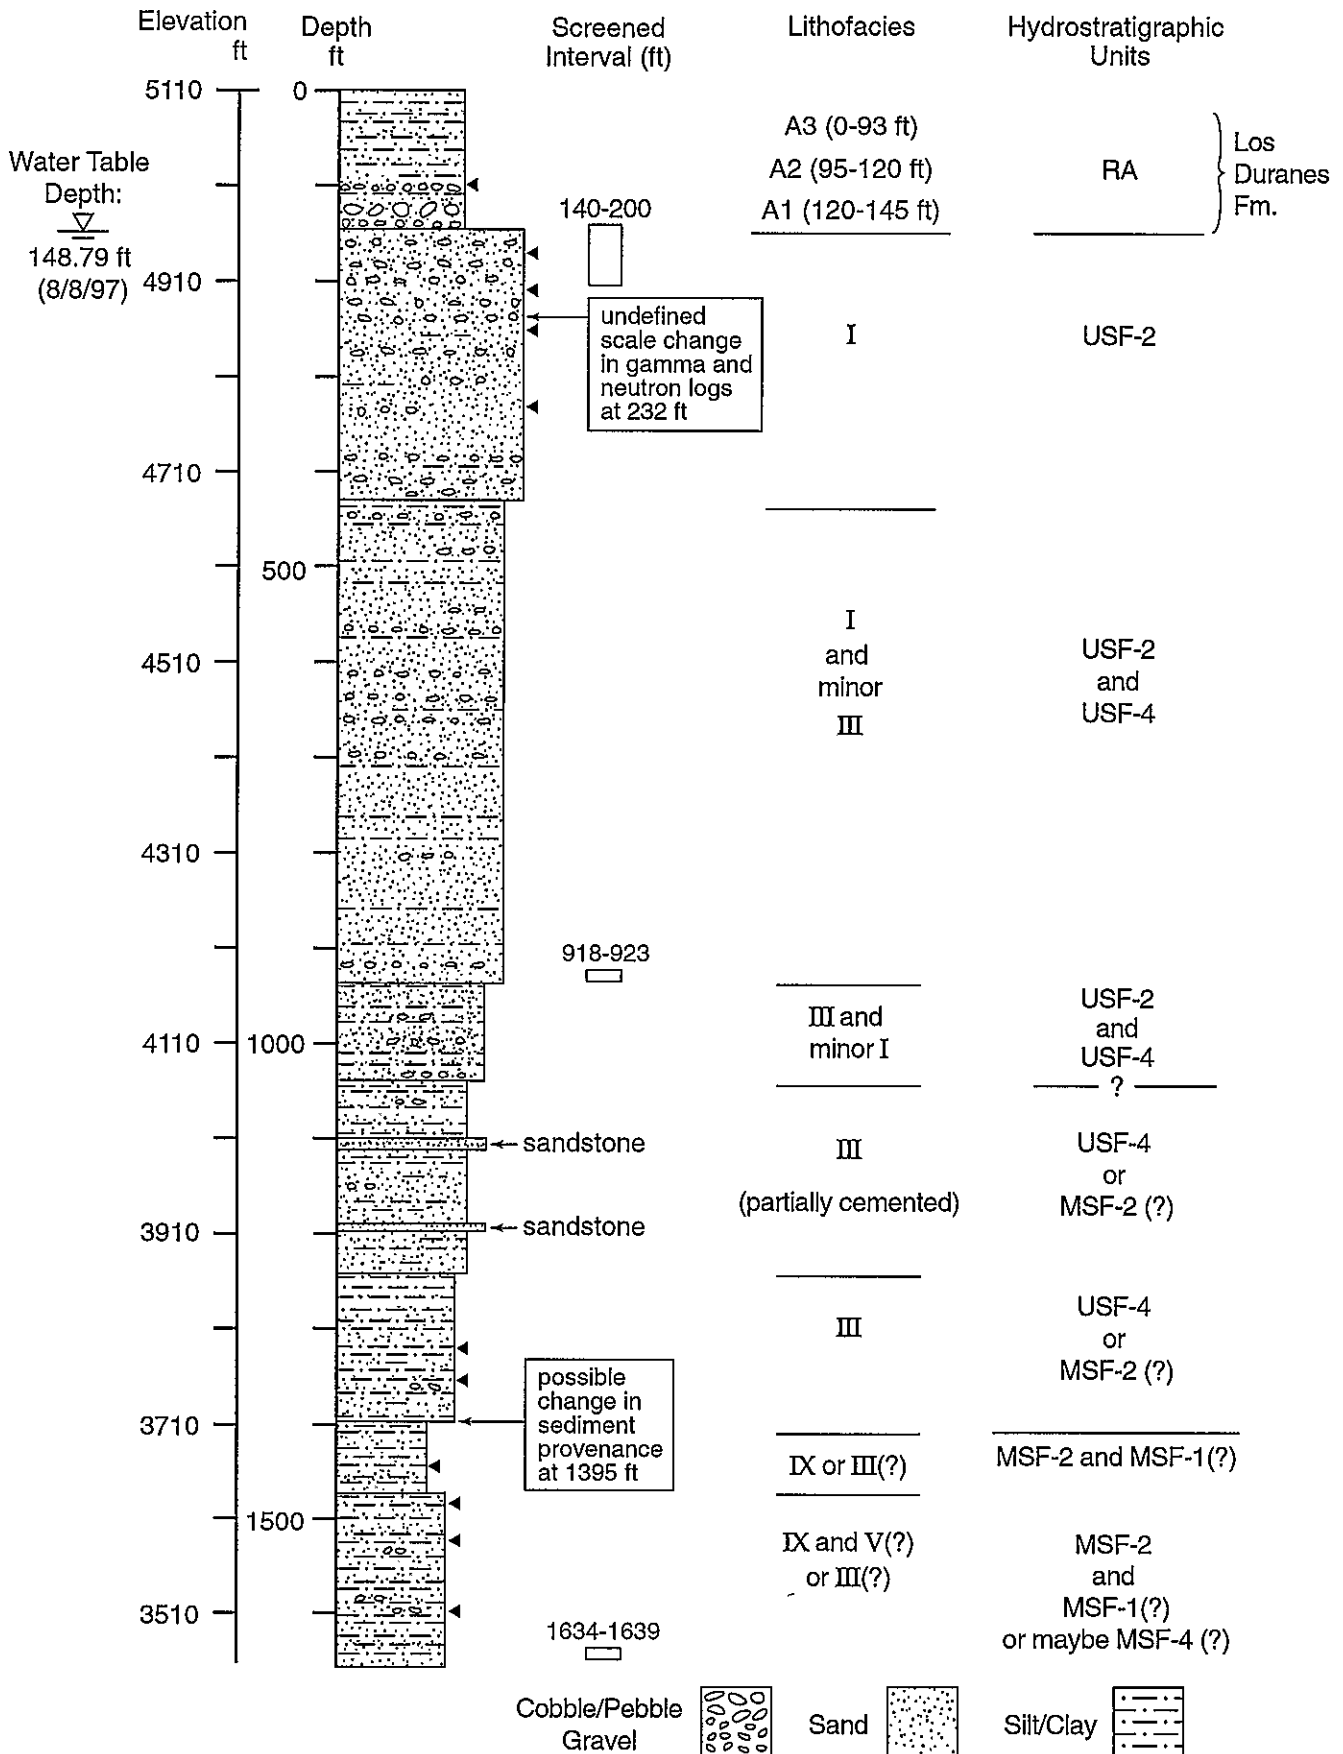 Elevation
ft
Depth
ft
Screened
Interval (ft)
Lithofacies
Hydrostratigraphic
Units
5110
0
A3 (0-93 ft)
A2 (95-120 ft)
A1 (120-145 ft)
RA
Los
Duranes
Fm.
Water Table
Depth:
148.79 ft
(8/8/97)
140-200
4910
undefined
scale change
in gamma and
neutron logs
at 232 ft
I
USF-2
4710
500
4510
I
and
minor
III
USF-2
and
USF-4
4310
918-923
4110
1000
III and
minor I
USF-2
and
USF-4
?
sandstone
III
(partially cemented)
USF-4
or
MSF-2 (?)
3910
sandstone
III
USF-4
or
MSF-2 (?)
possible
change in
sediment
provenance
at 1395 ft
3710
IX or III(?)
MSF-2 and MSF-1(?)
1500
IX and V(?)
or III(?)
MSF-2
and
MSF-1(?)
or maybe MSF-4 (?)
3510
1634-1639
Cobble/Pebble
Gravel
Sand
Silt/Clay